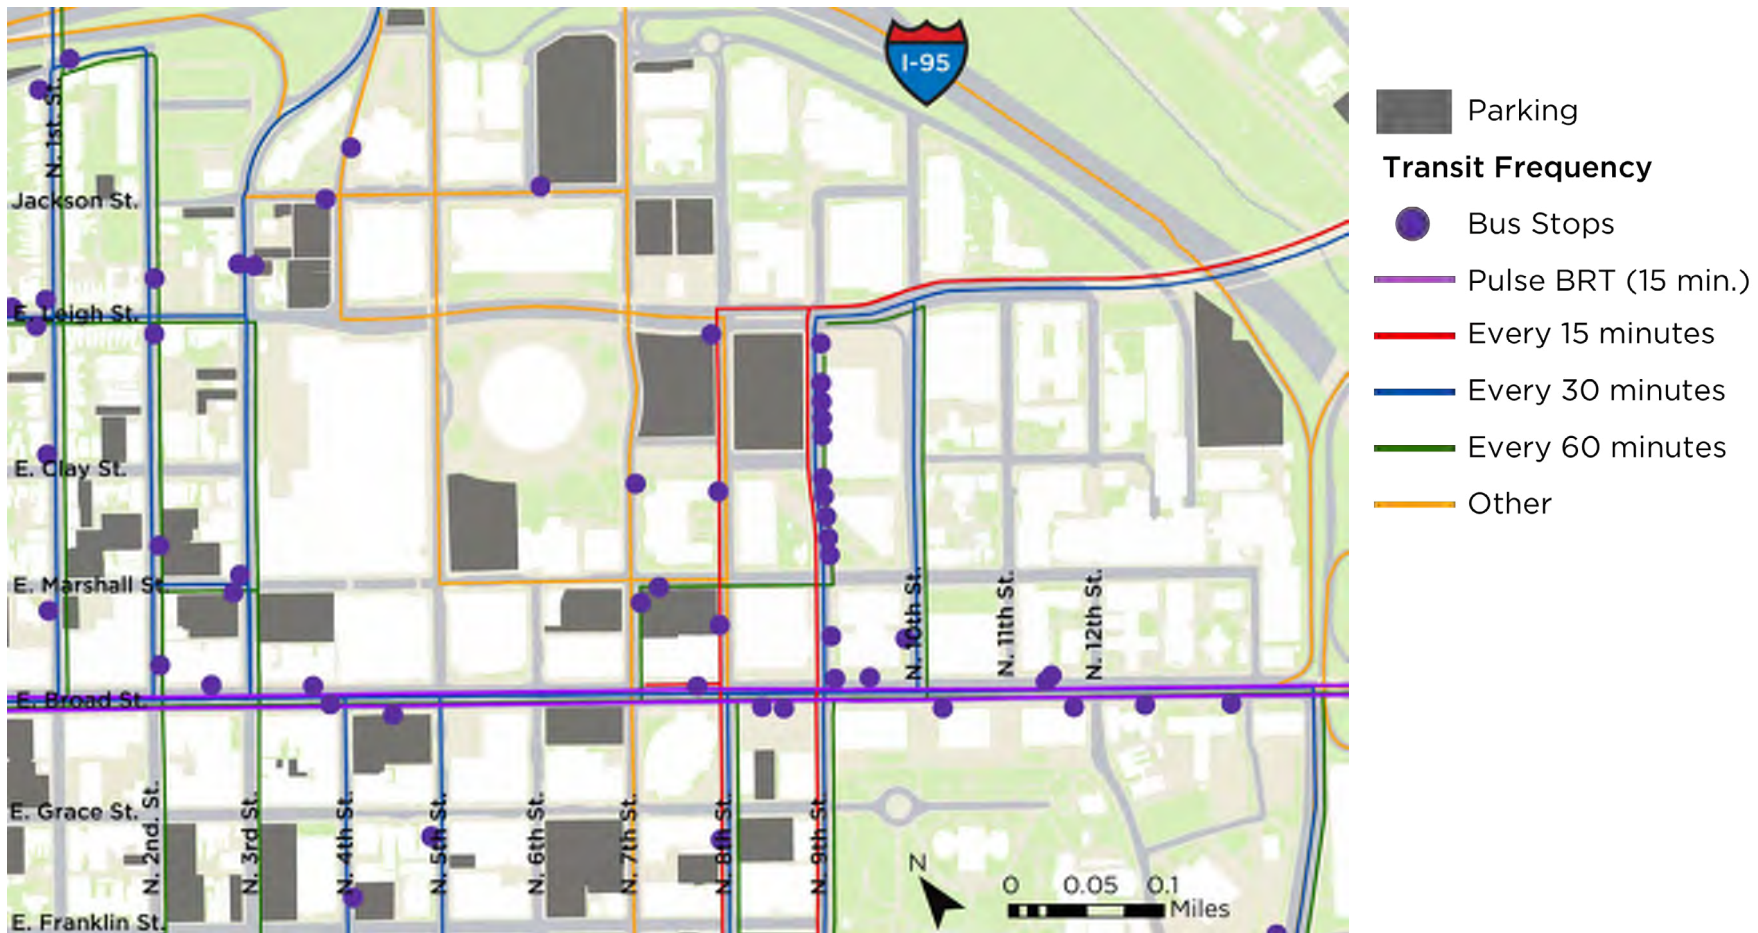 I-95
N. 1st. St.
Jackson St.
E. Leigh St.
E. Clay St.
E. Marshall St.
N. 10th St.
N. 11th St.
N. 12th St.
E. Broad St.
E. Grace St.
N. 2nd. St.
N. 3rd St.
N. 4th St.
N. 5th St.
N. 6th St.
N. 7th St.
N. 8th St.
N. 9th St.
E. Franklin St.
N
0 0.05 0.1
Miles
Parking
Transit Frequency
Bus Stops
Pulse BRT (15 min.)
Every 15 minutes
Every 30 minutes
Every 60 minutes
Other